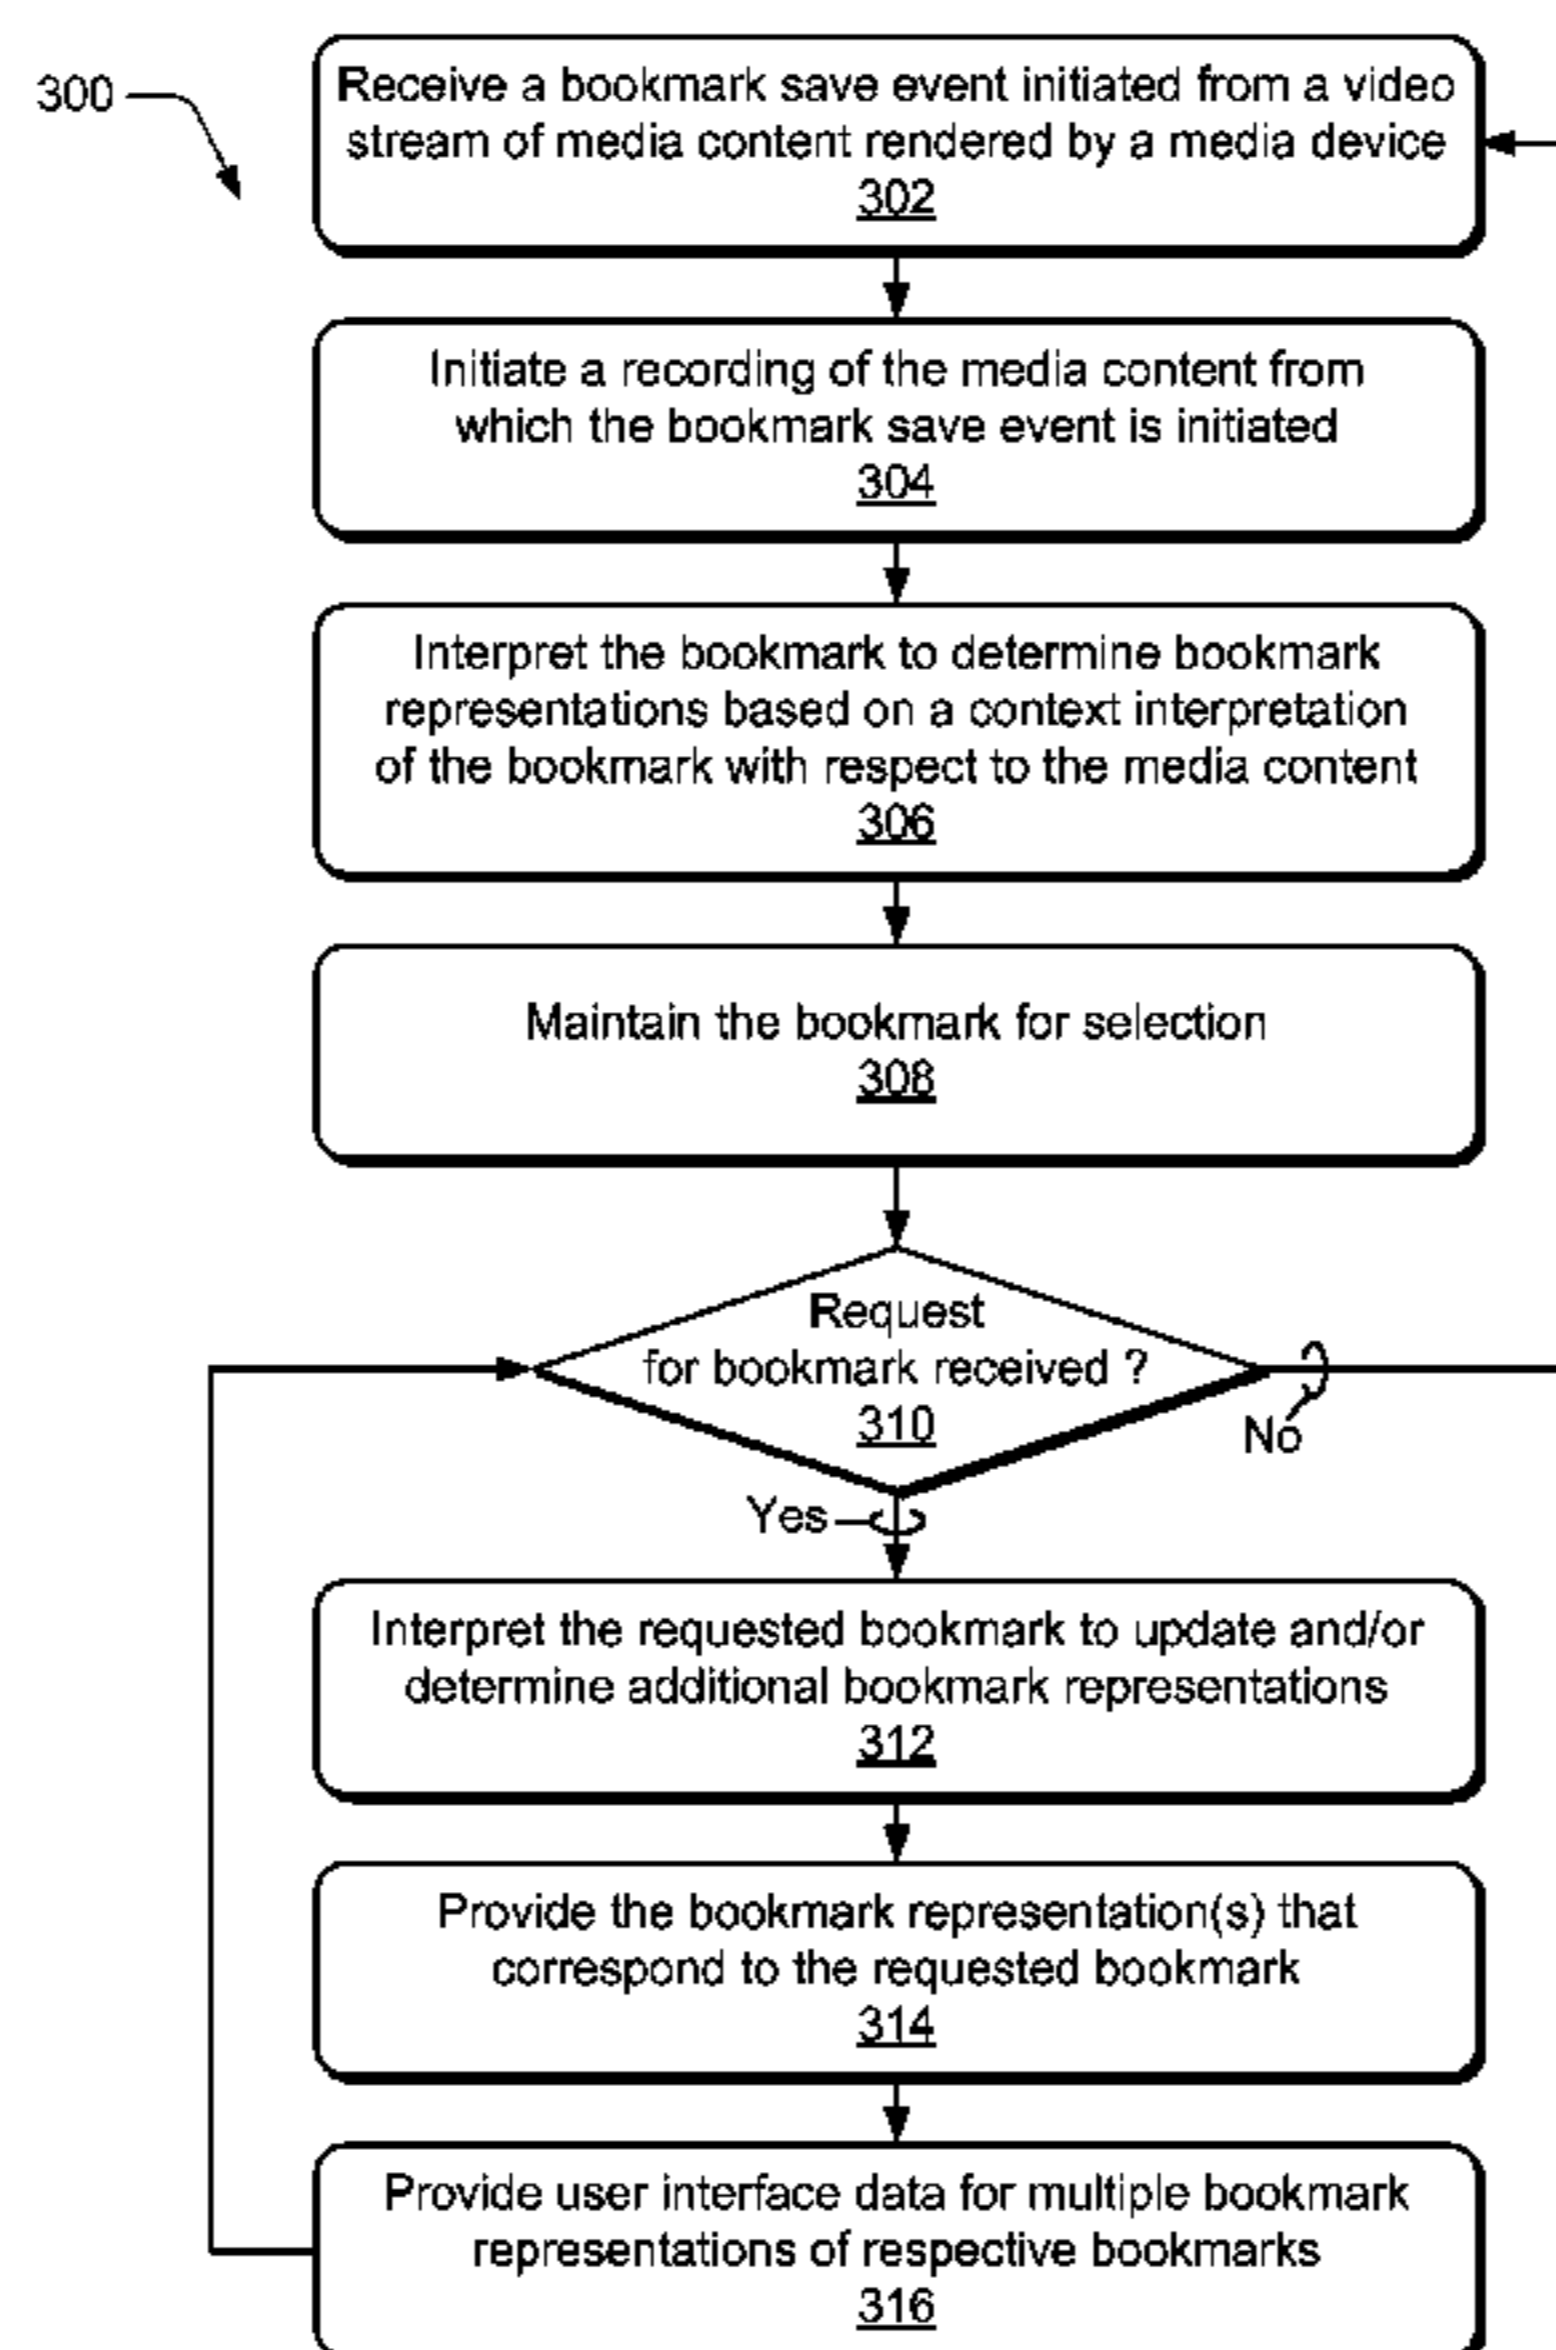 300
Receive a bookmark save event initiated from a video
stream of media content rendered by a media device
302
Initiate a recording of the media content from
which the bookmark save event is initiated
304
Interpret the bookmark to determine bookmark
representations based on a context interpretation
of the bookmark with respect to the media content
306
Maintain the bookmark for selection
308
Request
for bookmark received ?
310
No
Yes
Interpret the requested bookmark to update and/or
determine additional bookmark representations
312
Provide the bookmark representation(s) that
correspond to the requested bookmark
314
Provide user interface data for multiple bookmark
representations of respective bookmarks
316